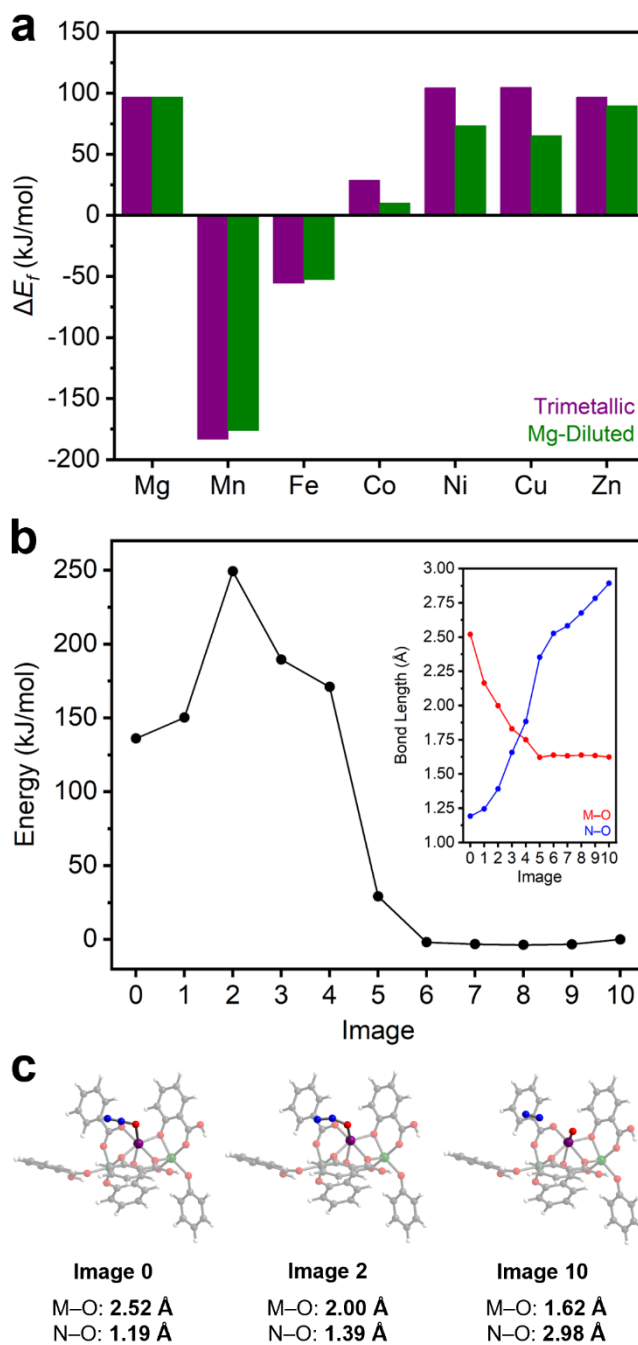 a
150
100
50
0
-50
-100
-150
-200
ΔE_f (kJ/mol)
Trimetallic
Mg-Diluted
Mg Mn Fe Co Ni Cu Zn
b
250
200
150
100
50
0
Energy (kJ/mol)
0 1 2 3 4 5 6 7 8 9 10
Image
3.00
2.75
2.50
2.25
2.00
1.75
1.50
1.25
1.00
Bond Length (Å)
M–O
N–O
0 1 2 3 4 5 6 7 8 9 10
Image
c
Image 0 Image 2 Image 10
M–O: 2.52 Å M–O: 2.00 Å M–O: 1.62 Å
N–O: 1.19 Å N–O: 1.39 Å N–O: 2.98 Å